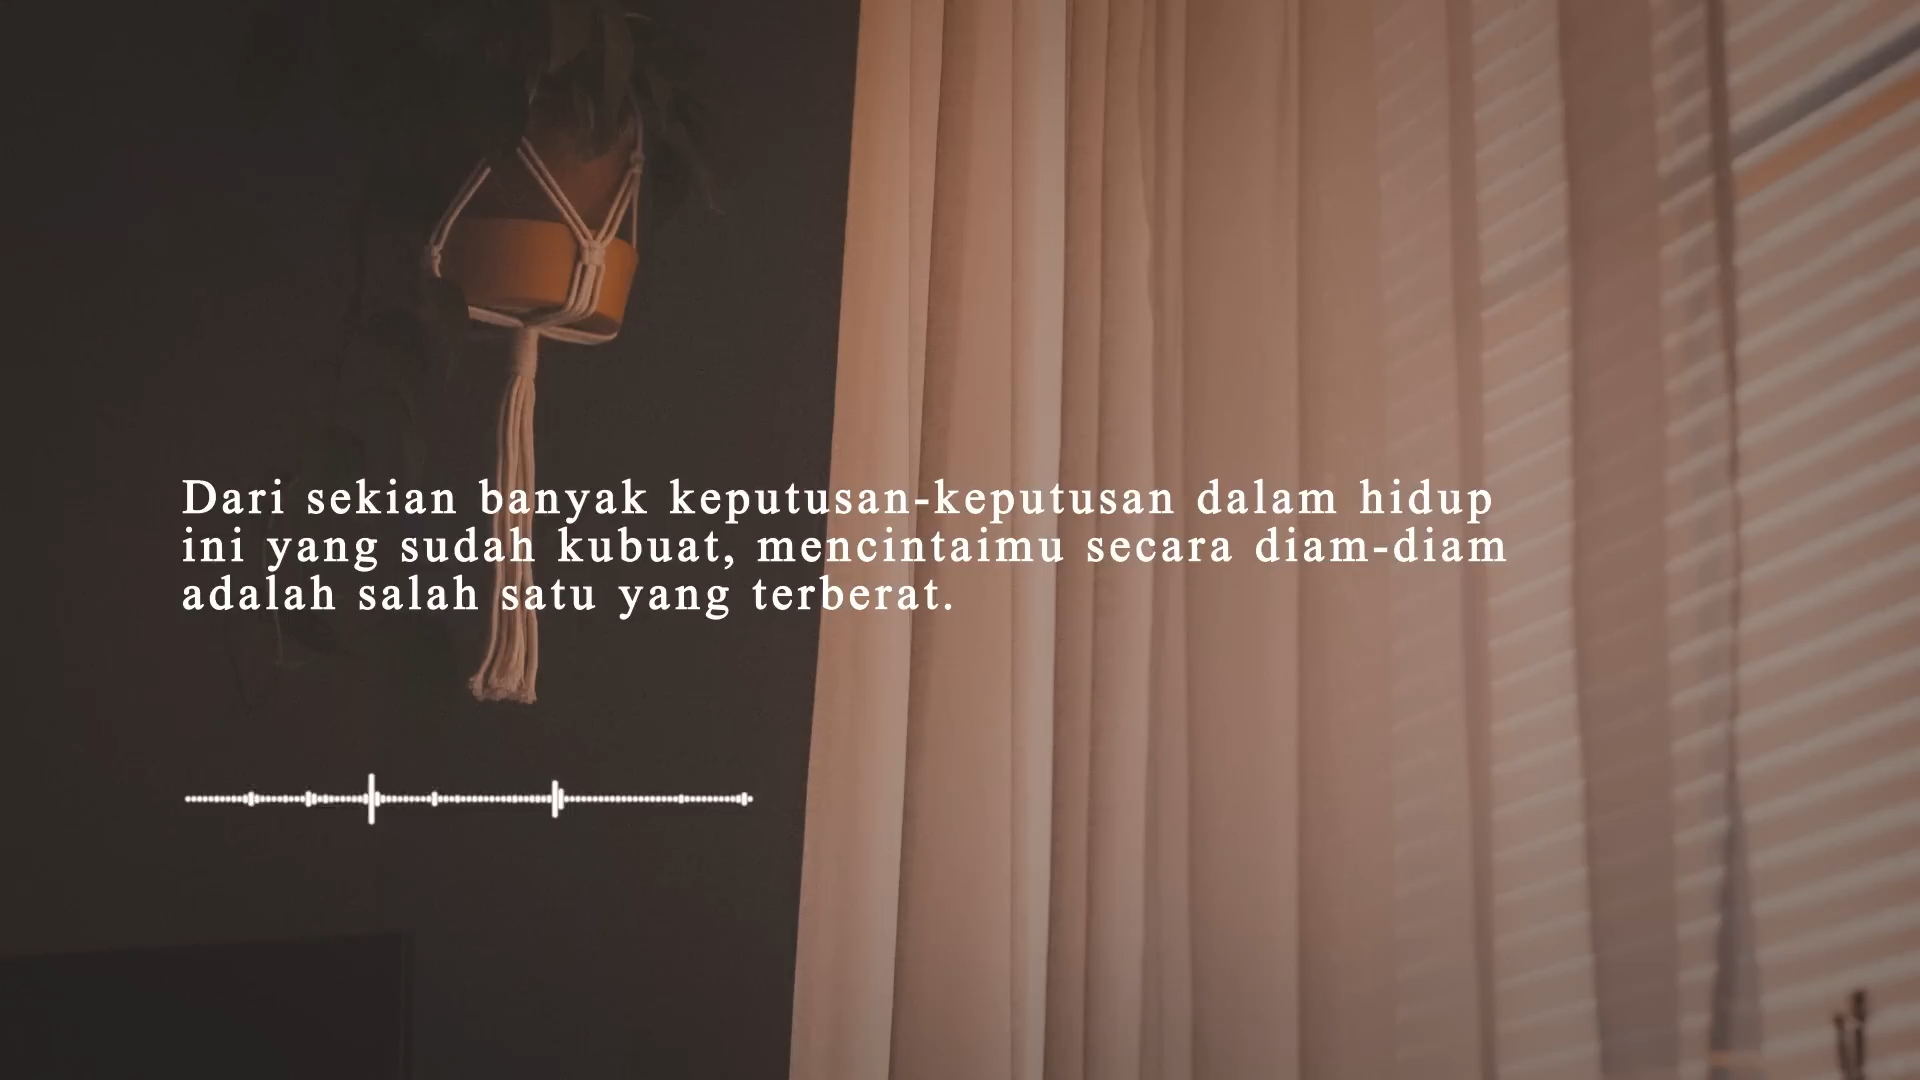 Dari sekian banyak keputusan-keputusan dalam hidup
ini yang sudah kubuat, mencintaimu secara diam-diam
adalah salah satu yang terberat.